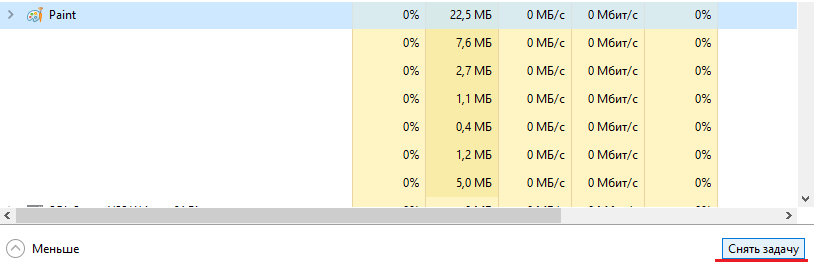 Paint 0% 22,5 МБ 0 МБ/с 0 Мбит/с 0%
0% 7,6 МБ 0 МБ/с 0 Мбит/с 0%
0% 2,7 МБ 0 МБ/с 0 Мбит/с 0%
0% 1,1 МБ 0 МБ/с 0 Мбит/с 0%
0% 0,4 МБ 0 МБ/с 0 Мбит/с 0%
0% 1,2 МБ 0 МБ/с 0 Мбит/с 0%
0% 5,0 МБ 0 МБ/с 0 Мбит/с 0%
Меньше Снять задачу